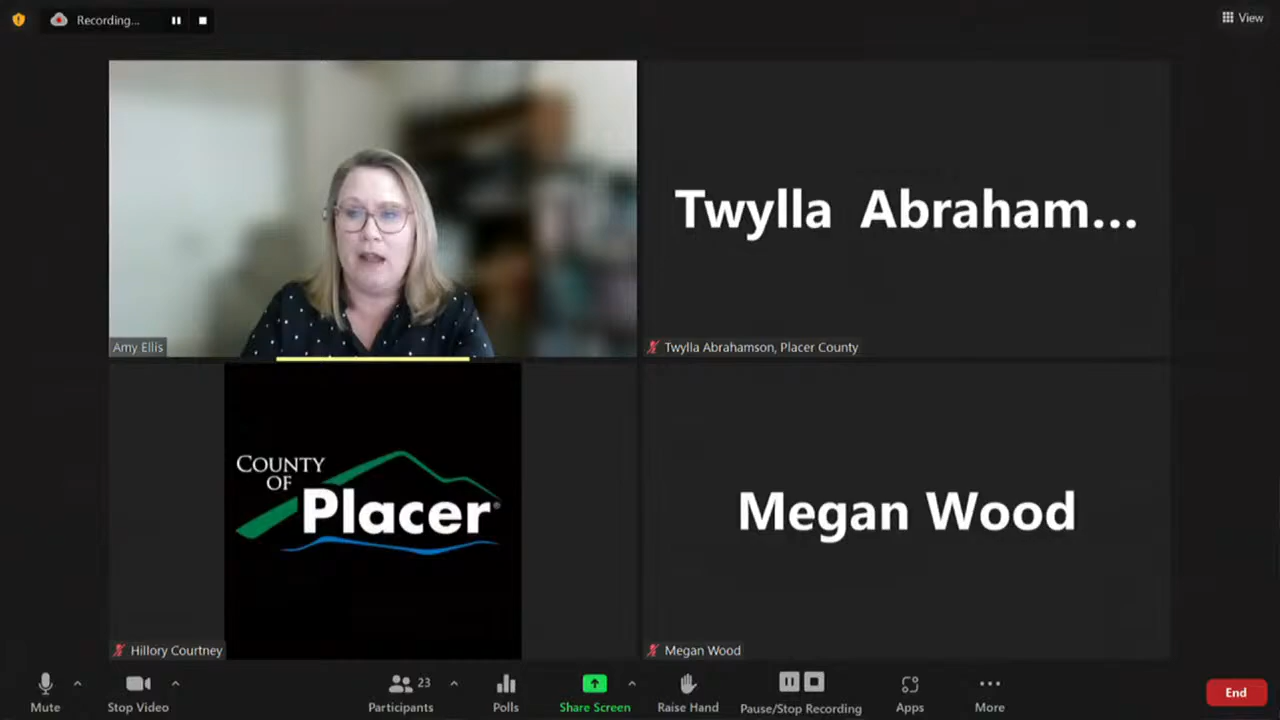 Recording...
View
Twylla Abraham...
Amy Ellis
Twylla Abrahamson, Placer County
COUNTY
OF
Placer®
Megan Wood
Hillory Courtney
Megan Wood
Mute
Stop Video
23
Participants
Polls
Share Screen
Raise Hand
Pause/Stop Recording
Apps
More
End